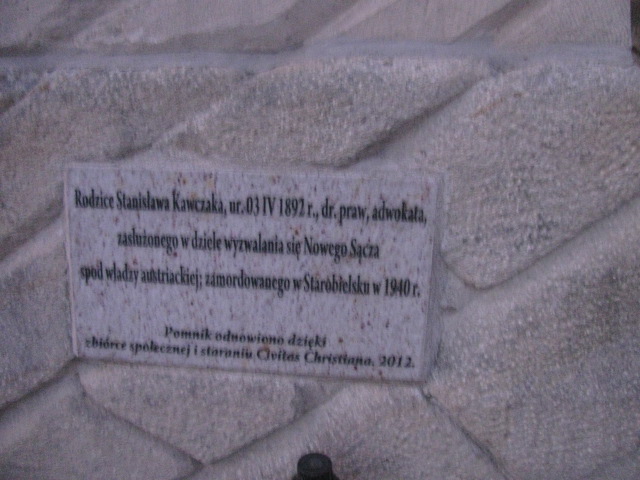 Rodzice Stanisława Kawczaka, ur. 03 IV 1892 r., dr. praw, adwokata,
zasłużonego w dziele wyzwalania się Nowego Sącza
spod władzy austriackiej; zamordowanego w Starobielsku w 1940 r.
Pomnik odnowiono dzięki
zbiórce społecznej i staraniu Civitas Christiana. 2012.